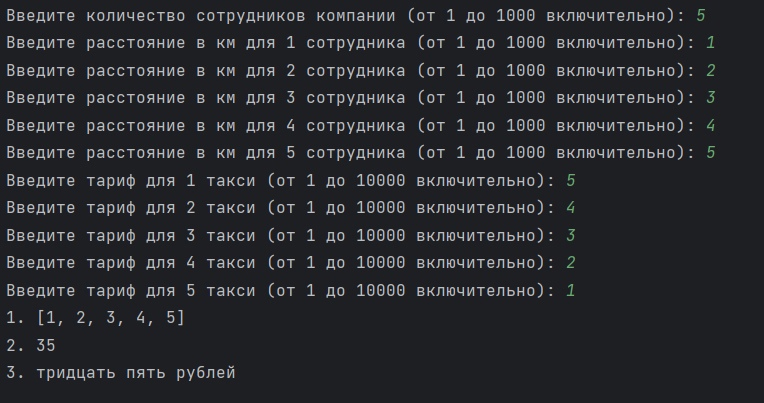 Введите количество сотрудников компании (от 1 до 1000 включительно): 5
Введите расстояние в км для 1 сотрудника (от 1 до 1000 включительно): 1
Введите расстояние в км для 2 сотрудника (от 1 до 1000 включительно): 2
Введите расстояние в км для 3 сотрудника (от 1 до 1000 включительно): 3
Введите расстояние в км для 4 сотрудника (от 1 до 1000 включительно): 4
Введите расстояние в км для 5 сотрудника (от 1 до 1000 включительно): 5
Введите тариф для 1 такси (от 1 до 10000 включительно): 5
Введите тариф для 2 такси (от 1 до 10000 включительно): 4
Введите тариф для 3 такси (от 1 до 10000 включительно): 3
Введите тариф для 4 такси (от 1 до 10000 включительно): 2
Введите тариф для 5 такси (от 1 до 10000 включительно): 1
1. [1, 2, 3, 4, 5]
2. 35
3. тридцать пять рублей